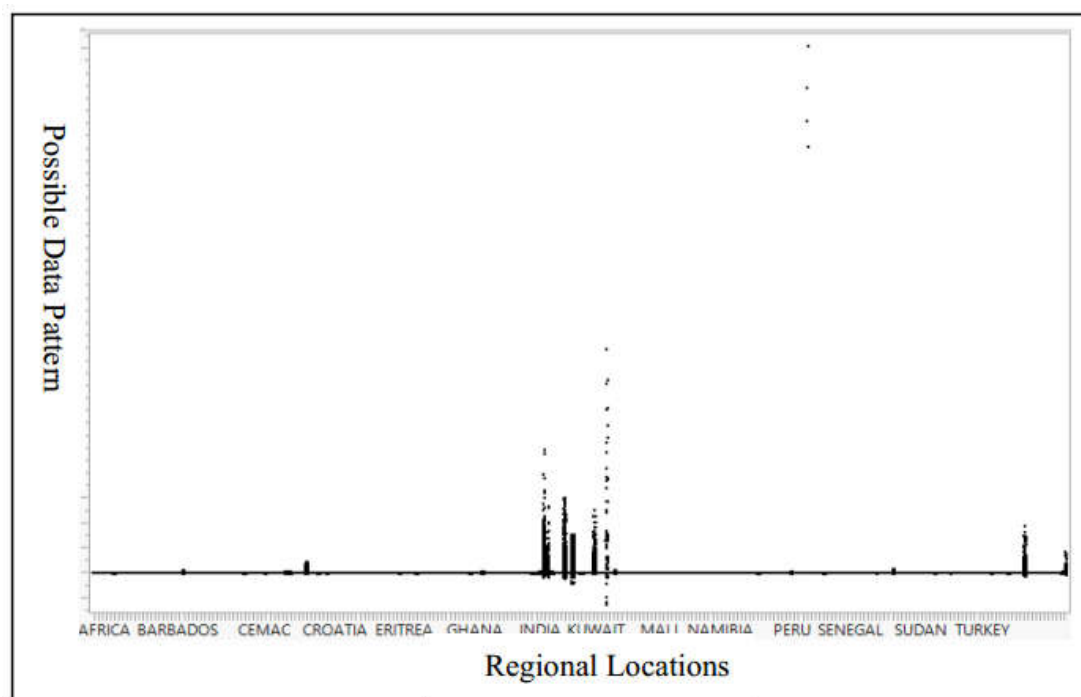 Possible Data Pattern
AFRICA BARBADOS CEMAC CROATIA ERITREA GHANA INDIA KUWAIT MALI NAMIBIA PERU SENEGAL SUDAN TURKEY
Regional Locations